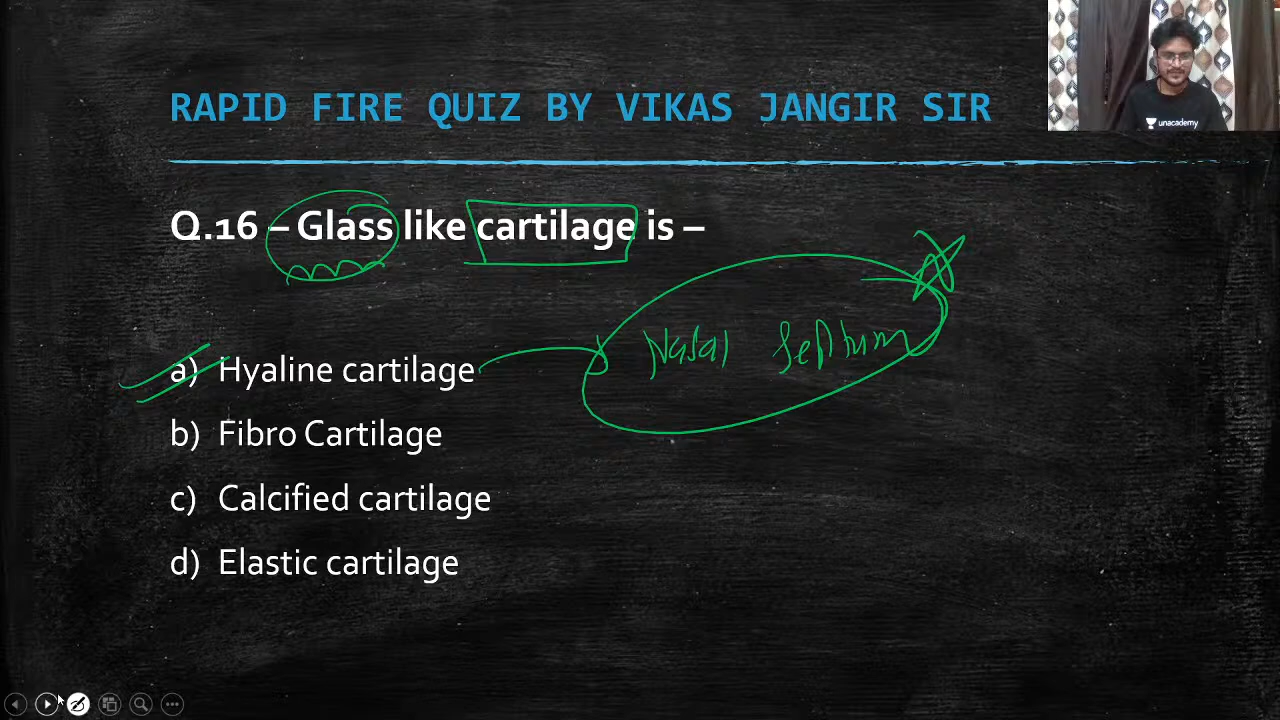 RAPID FIRE QUIZ BY VIKAS JANGIR SIR
unacademy
Q.16 – Glass like cartilage is –
Nasal Septum
a) Hyaline cartilage
b) Fibro Cartilage
c) Calcified cartilage
d) Elastic cartilage